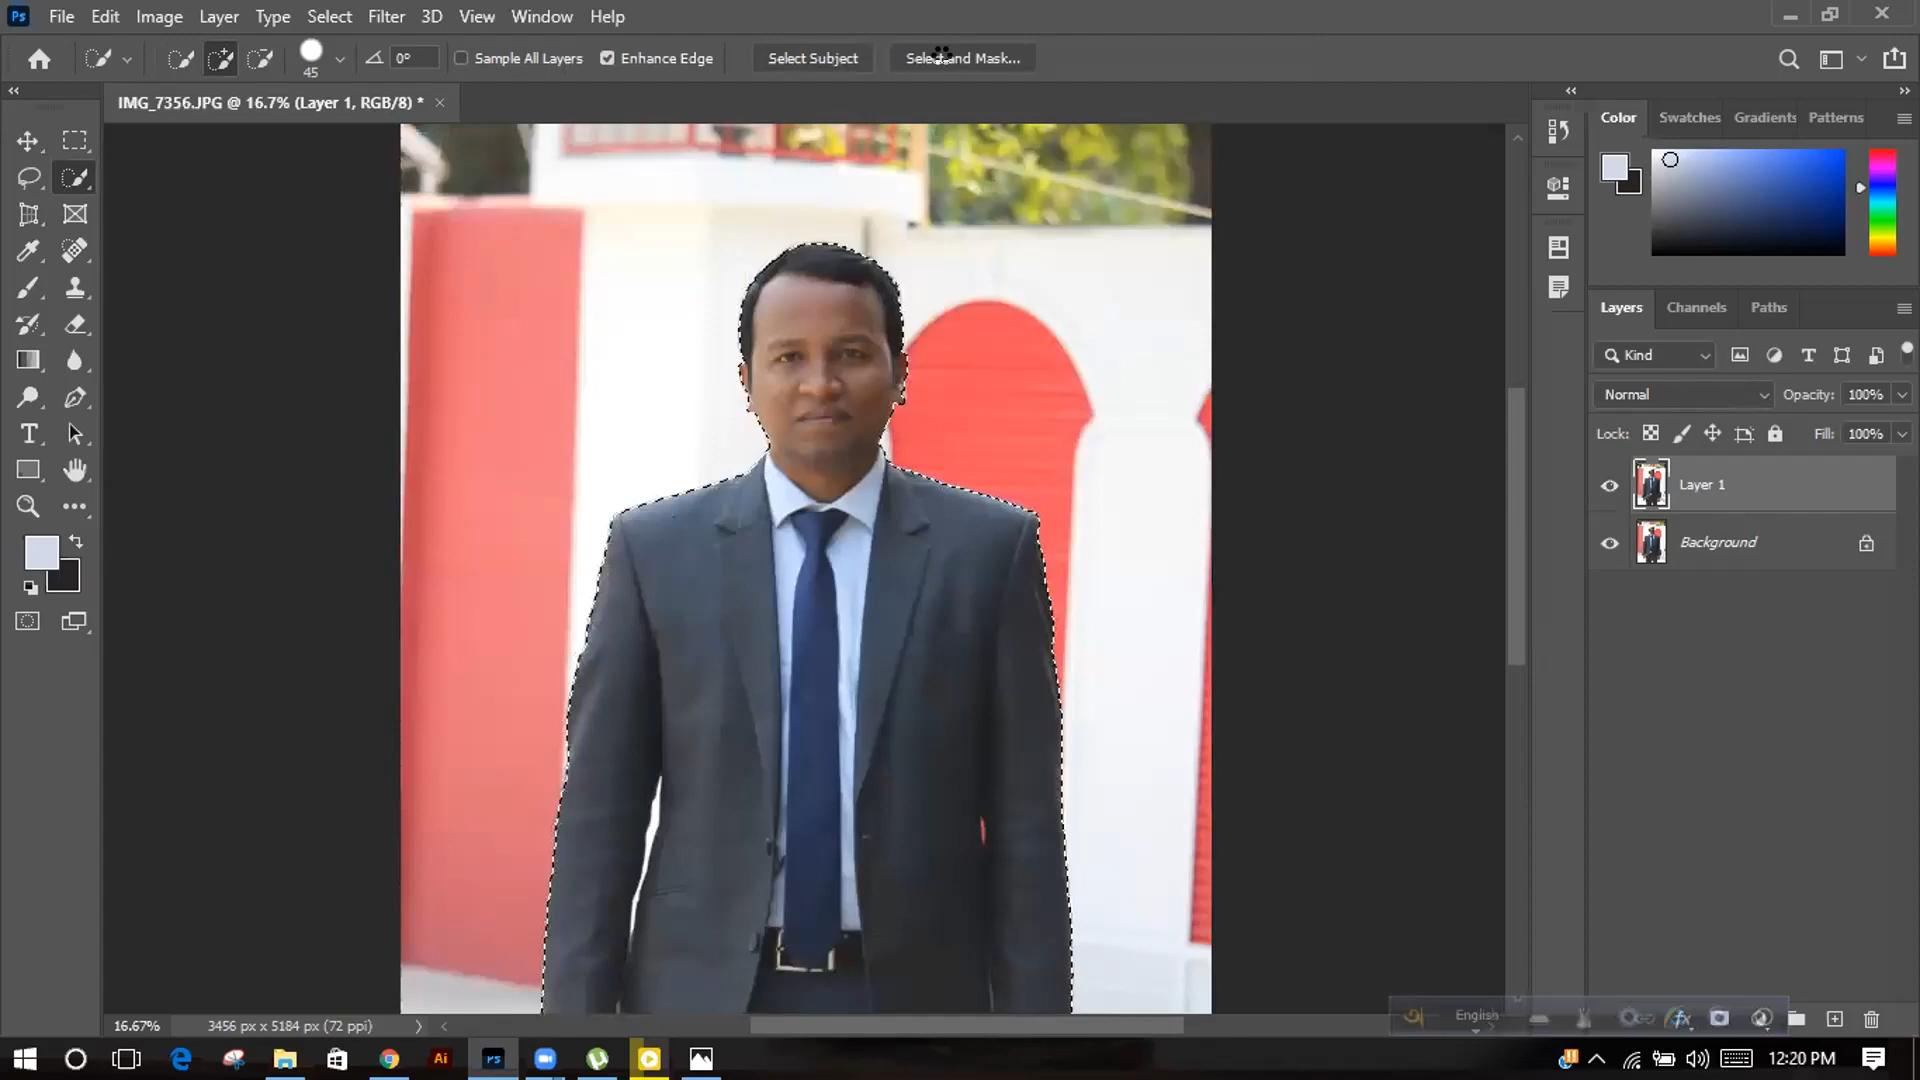 Ps File Edit Image Layer Type Select Filter 3D View Window Help
45 0° Sample All Layers Enhance Edge Select Subject Select and Mask...
IMG_7356.JPG @ 16.7% (Layer 1, RGB/8) *
Color Swatches Gradients Patterns
Layers Channels Paths
Kind
Normal Opacity: 100%
Lock: Fill: 100%
Layer 1
Background
16.67% 3456 px x 5184 px (72 ppi)
English
fx
Ai Ps 12:20 PM